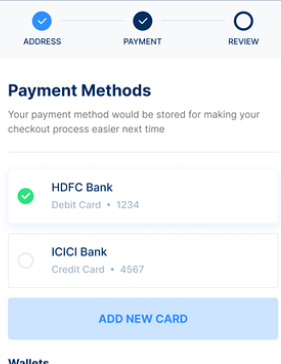 ADDRESS PAYMENT REVIEW
Payment Methods
Your payment method would be stored for making your
checkout process easier next time
HDFC Bank
Debit Card • 1234
ICICI Bank
Credit Card • 4567
ADD NEW CARD
Wallets